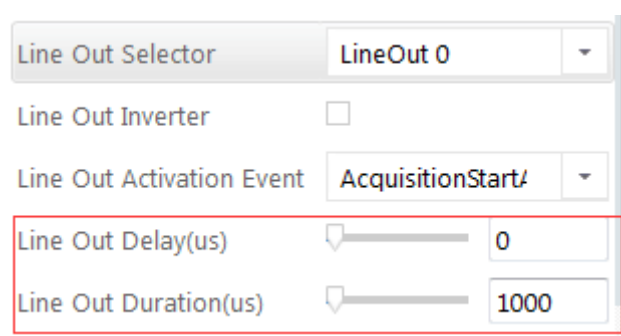 Line Out Selector LineOut 0
Line Out Inverter
Line Out Activation Event AcquisitionStartA
Line Out Delay(us) 0
Line Out Duration(us) 1000